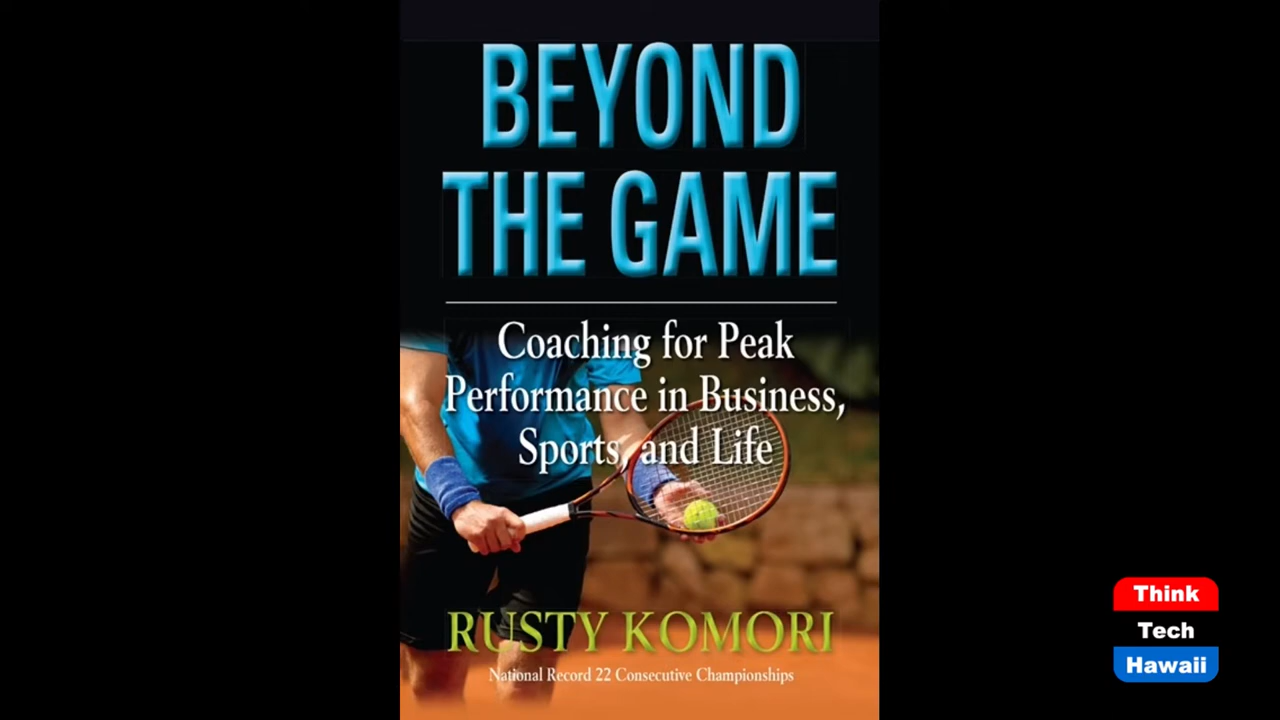 BEYOND
THE GAME
Coaching for Peak
Performance in Business,
Sports, and Life
RUSTY KOMORI
National Record 22 Consecutive Championships
Think
Tech
Hawaii